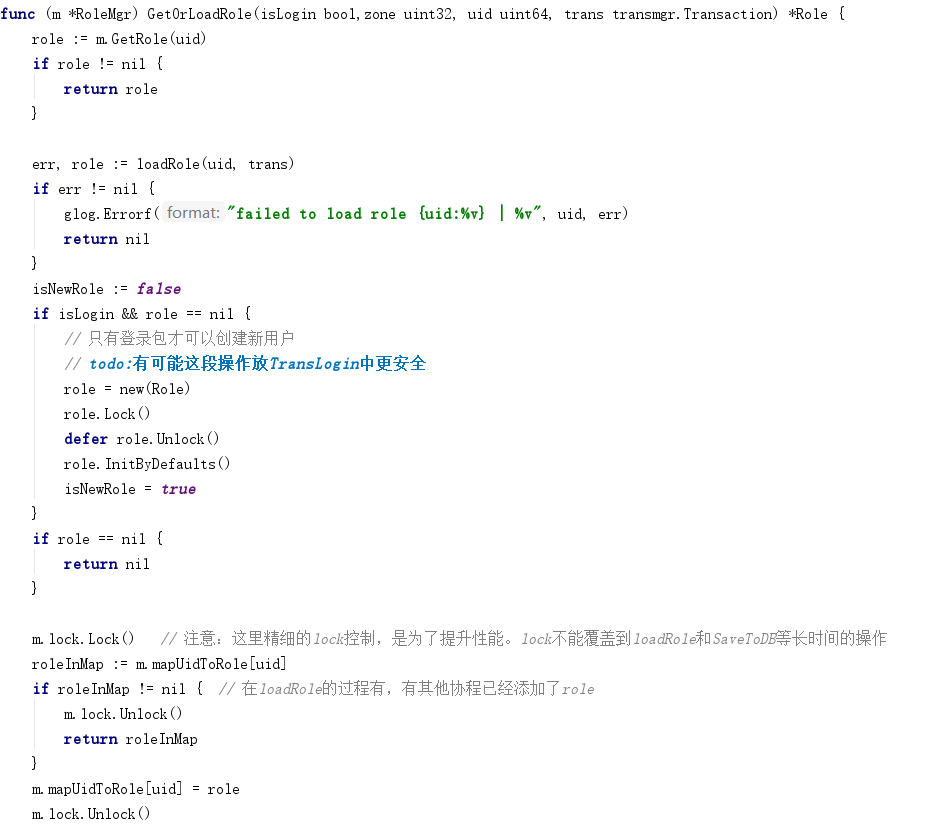 func (m *RoleMgr) GetOrLoadRole(isLogin bool,zone uint32, uid uint64, trans transmgr.Transaction) *Role {
role := m.GetRole(uid)
if role != nil {
return role
}
err, role := loadRole(uid, trans)
if err != nil {
glog.Errorf( format: "failed to load role {uid:%v} | %v", uid, err)
return nil
}
isNewRole := false
if isLogin && role == nil {
// 只有登录包才可以创建新用户
// todo:有可能这段操作放TransLogin中更安全
role = new(Role)
role.Lock()
defer role.Unlock()
role.InitByDefaults()
isNewRole = true
}
if role == nil {
return nil
}
m.lock.Lock() // 注意：这里精细的lock控制，是为了提升性能。lock不能覆盖到loadRole和SaveToDB等长时间的操作
roleInMap := m.mapUidToRole[uid]
if roleInMap != nil { // 在loadRole的过程有，有其他协程已经添加了role
m.lock.Unlock()
return roleInMap
}
m.mapUidToRole[uid] = role
m.lock.Unlock()